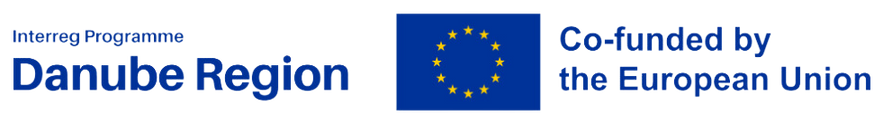 Interreg Programme
Danube Region
Co-funded by
the European Union